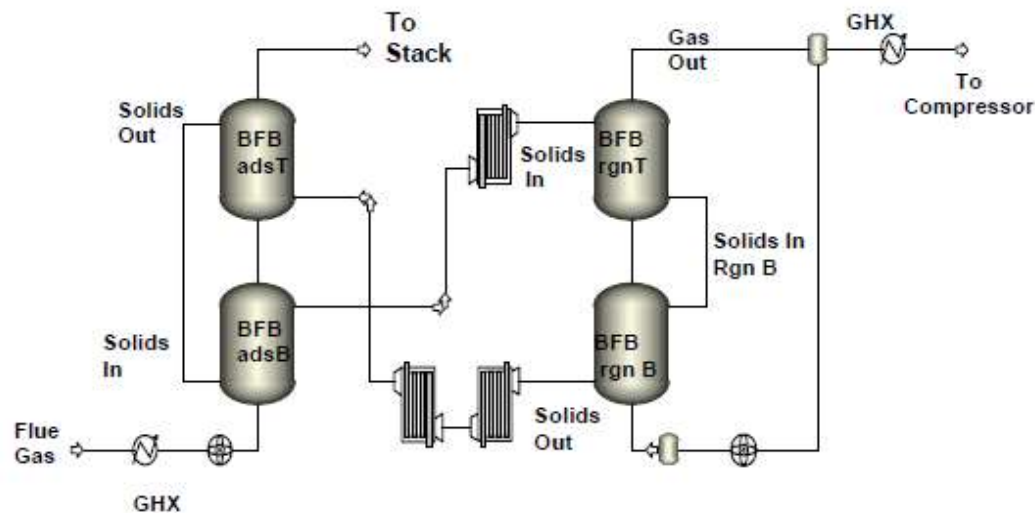 To
Stack
GHX
Gas
Out
To
Compressor
Solids
Out
BFB
adsT
Solids
In
BFB
rgnT
Solids In
Rgn B
BFB
adsB
Solids
In
BFB
rgn B
Solids
Out
Flue
Gas
GHX